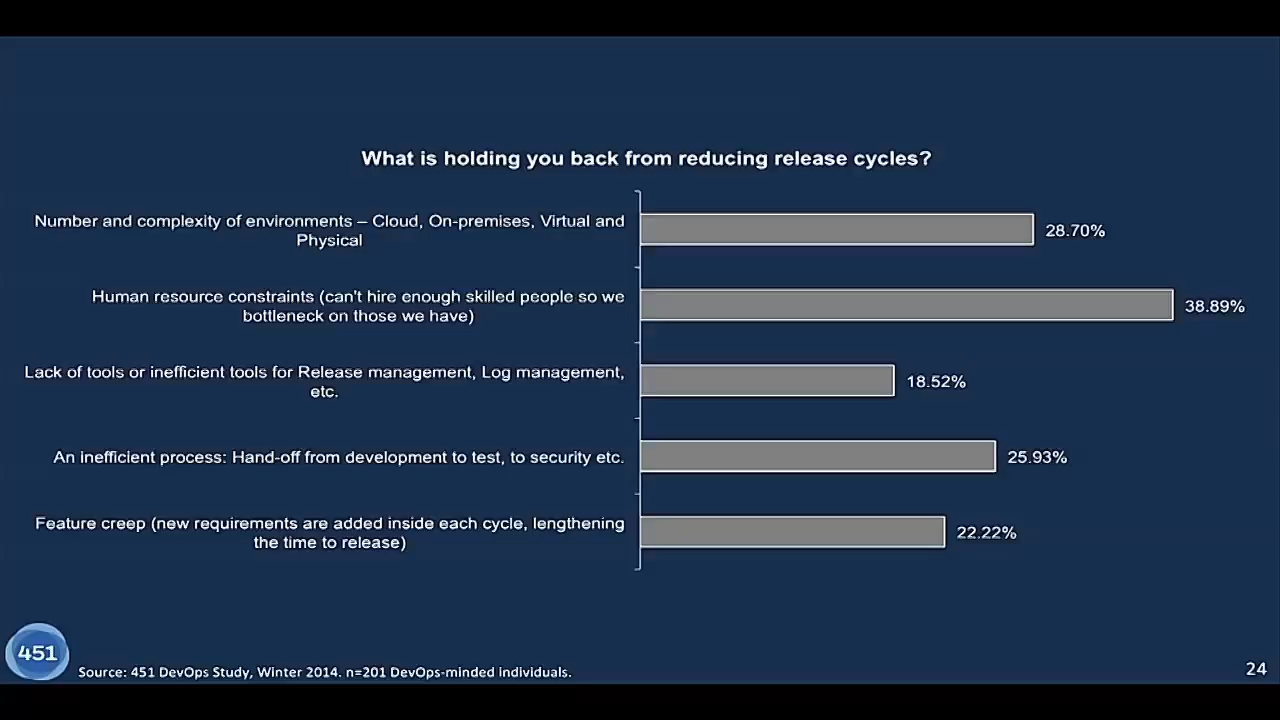 What is holding you back from reducing release cycles?
Number and complexity of environments – Cloud, On-premises, Virtual and
Physical
28.70%
Human resource constraints (can't hire enough skilled people so we
bottleneck on those we have)
38.89%
Lack of tools or inefficient tools for Release management, Log management,
etc.
18.52%
An inefficient process: Hand-off from development to test, to security etc.
25.93%
Feature creep (new requirements are added inside each cycle, lengthening
the time to release)
22.22%
451
Source: 451 DevOps Study, Winter 2014. n=201 DevOps-minded individuals.
24